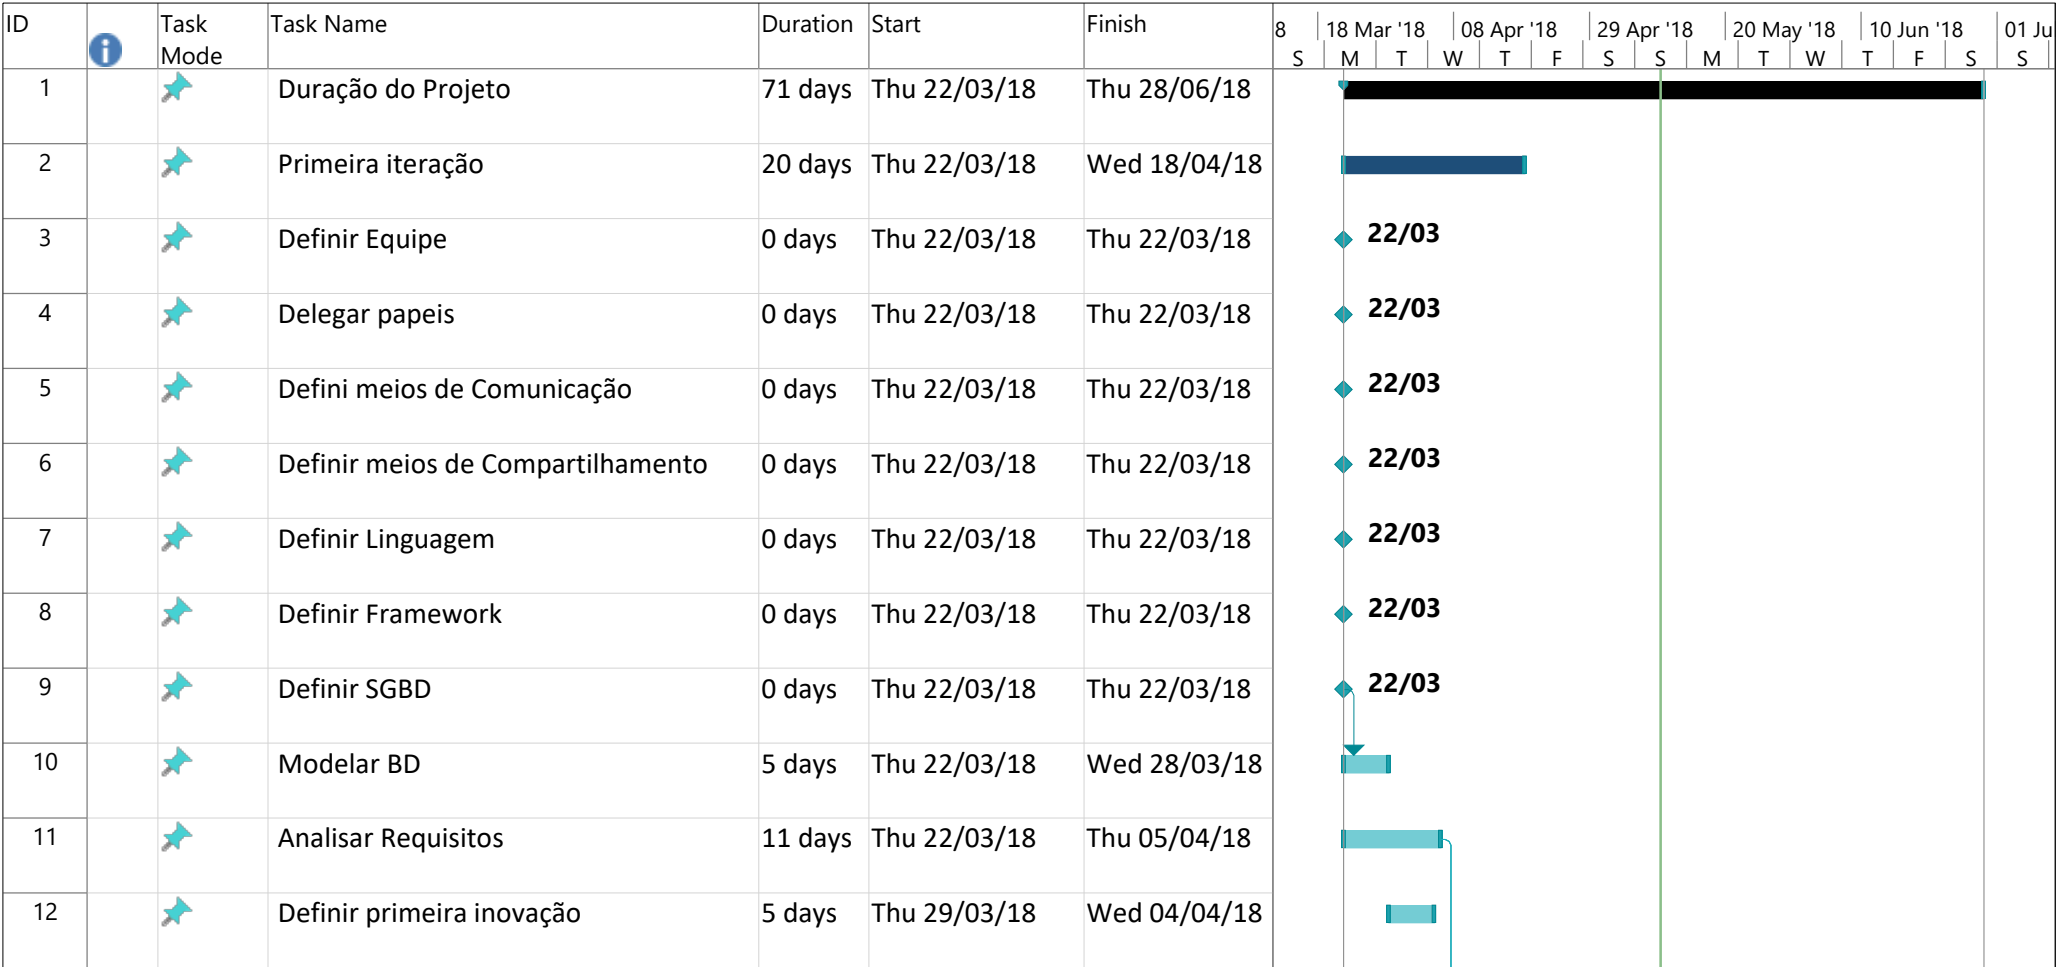 ID Task Mode Task Name Duration Start Finish
8 18 Mar '18 08 Apr '18 29 Apr '18 20 May '18 10 Jun '18 01 Ju
S M T W T F S S M T W T F S S
1 Duração do Projeto 71 days Thu 22/03/18 Thu 28/06/18
2 Primeira iteração 20 days Thu 22/03/18 Wed 18/04/18
3 Definir Equipe 0 days Thu 22/03/18 Thu 22/03/18 22/03
4 Delegar papeis 0 days Thu 22/03/18 Thu 22/03/18 22/03
5 Defini meios de Comunicação 0 days Thu 22/03/18 Thu 22/03/18 22/03
6 Definir meios de Compartilhamento 0 days Thu 22/03/18 Thu 22/03/18 22/03
7 Definir Linguagem 0 days Thu 22/03/18 Thu 22/03/18 22/03
8 Definir Framework 0 days Thu 22/03/18 Thu 22/03/18 22/03
9 Definir SGBD 0 days Thu 22/03/18 Thu 22/03/18 22/03
10 Modelar BD 5 days Thu 22/03/18 Wed 28/03/18
11 Analisar Requisitos 11 days Thu 22/03/18 Thu 05/04/18
12 Definir primeira inovação 5 days Thu 29/03/18 Wed 04/04/18